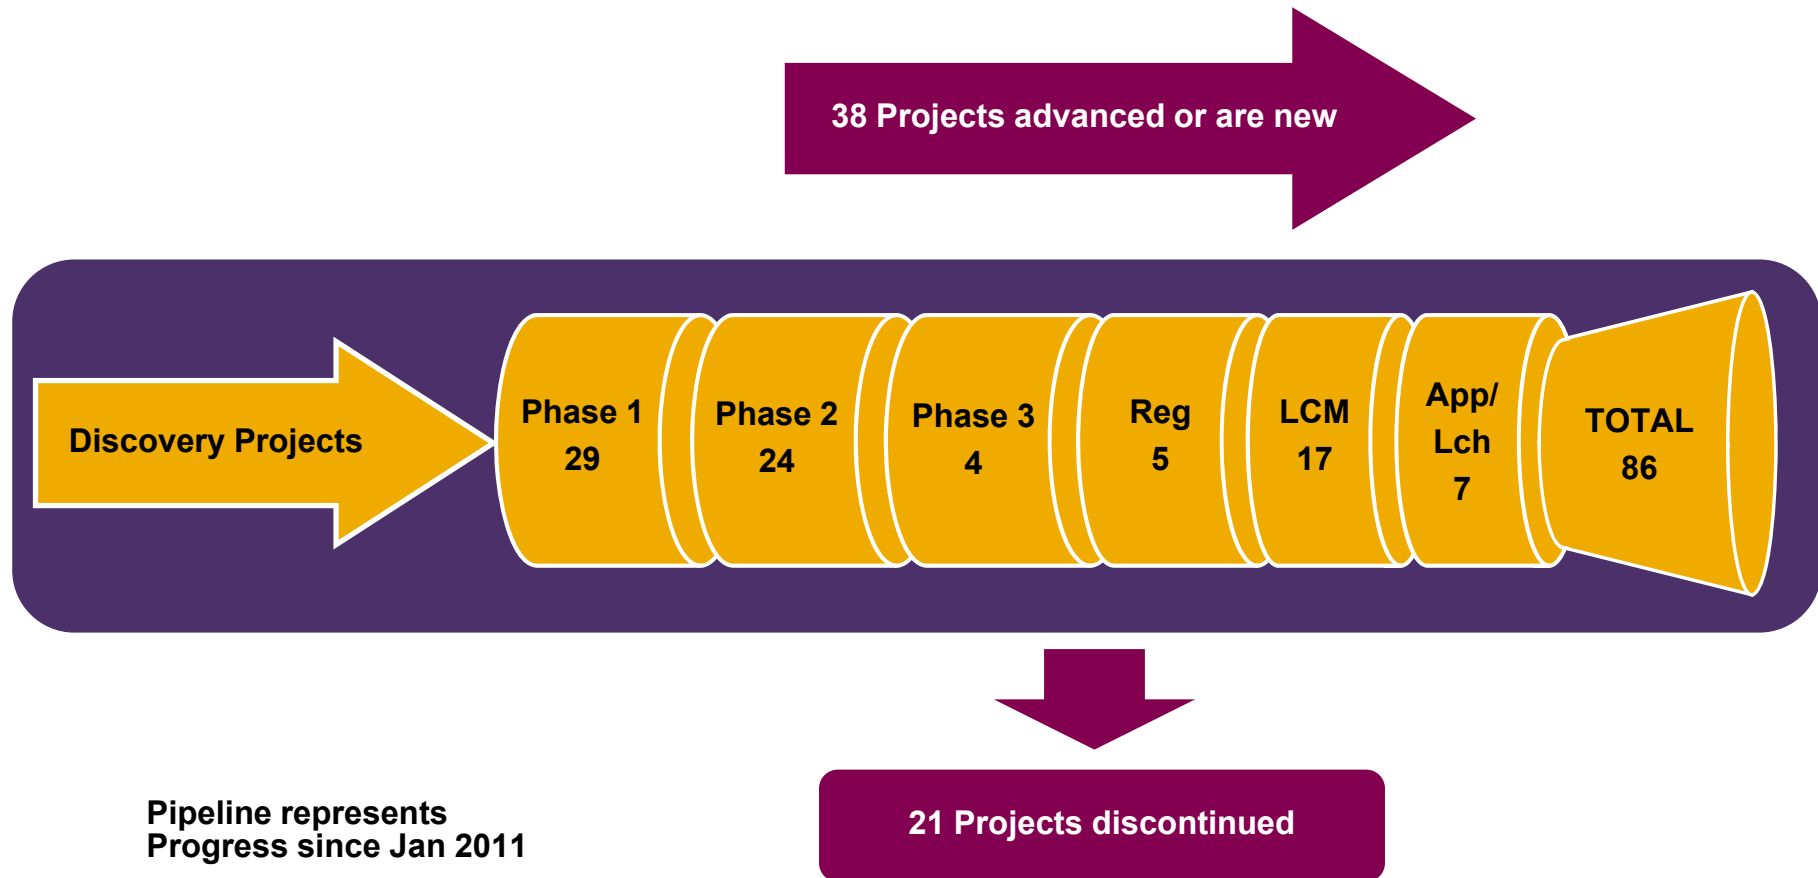 38 Projects advanced or are new
Discovery Projects
Phase 1
29
Phase 2
24
Phase 3
4
Reg
5
LCM
17
App/
Lch
7
TOTAL
86
21 Projects discontinued
Pipeline represents
Progress since Jan 2011